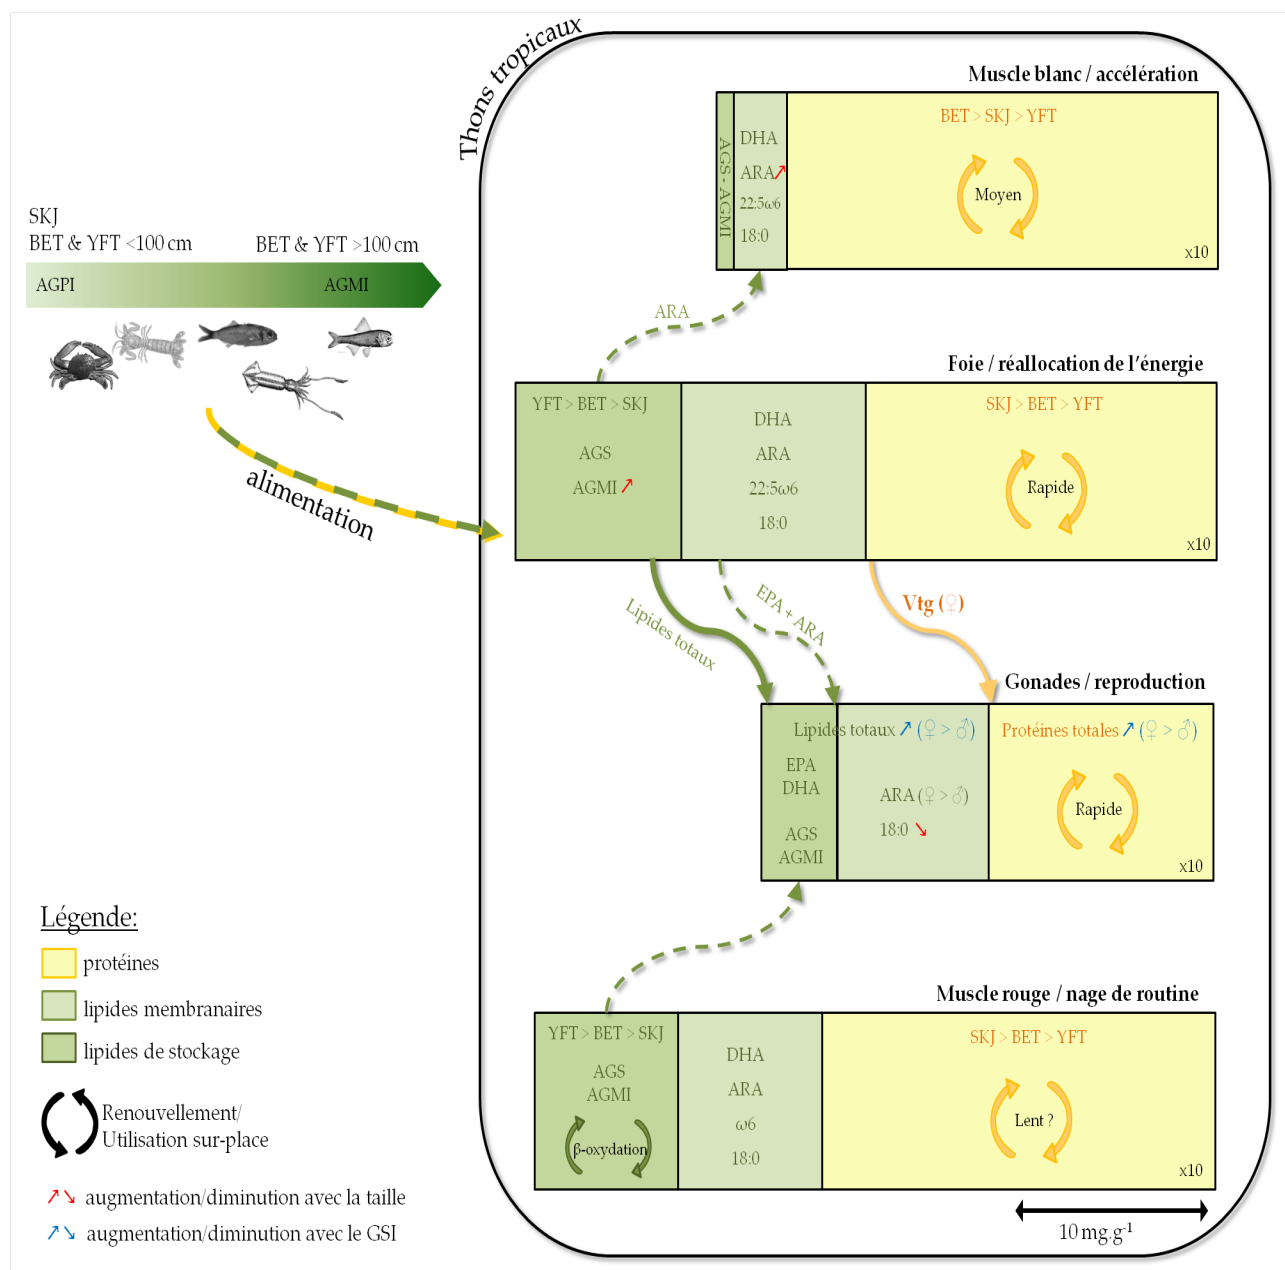 Thons tropicaux
Muscle blanc / accélération
AGS - AGMI
DHA
ARA↗
22:5ω6
18:0
BET > SKJ > YFT
Moyen
x10
SKJ
BET & YFT <100 cm
BET & YFT >100 cm
AGPI
AGMI
alimentation
ARA
Foie / réallocation de l'énergie
YFT > BET > SKJ
AGS
AGMI ↗
DHA
ARA
22:5ω6
18:0
SKJ > BET > YFT
Rapide
x10
Lipides totaux
EPA + ARA
Vtg (♀)
Gonades / reproduction
Lipides totaux ↗ (♀ > ♂)
EPA
DHA
AGS
AGMI
ARA (♀ > ♂)
18:0 ↘
Protéines totales ↗ (♀ > ♂)
Rapide
x10
Muscle rouge / nage de routine
YFT > BET > SKJ
AGS
AGMI
β-oxydation
DHA
ARA
ω6
18:0
SKJ > BET > YFT
Lent ?
x10
10 mg.g⁻¹
Légende:
protéines
lipides membranaires
lipides de stockage
Renouvellement/
Utilisation sur-place
↗↘ augmentation/diminution avec la taille
↗↘ augmentation/diminution avec le GSI